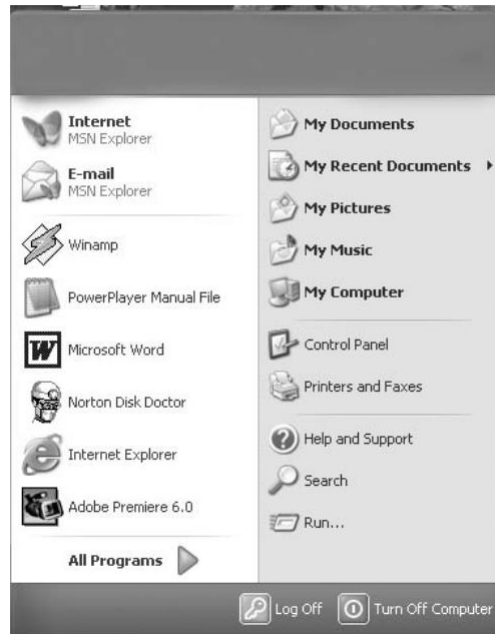 Internet
MSN Explorer
E-mail
MSN Explorer
Winamp
PowerPlayer Manual File
Microsoft Word
Norton Disk Doctor
Internet Explorer
Adobe Premiere 6.0
All Programs
My Documents
My Recent Documents
My Pictures
My Music
My Computer
Control Panel
Printers and Faxes
Help and Support
Search
Run...
Log Off
Turn Off Computer